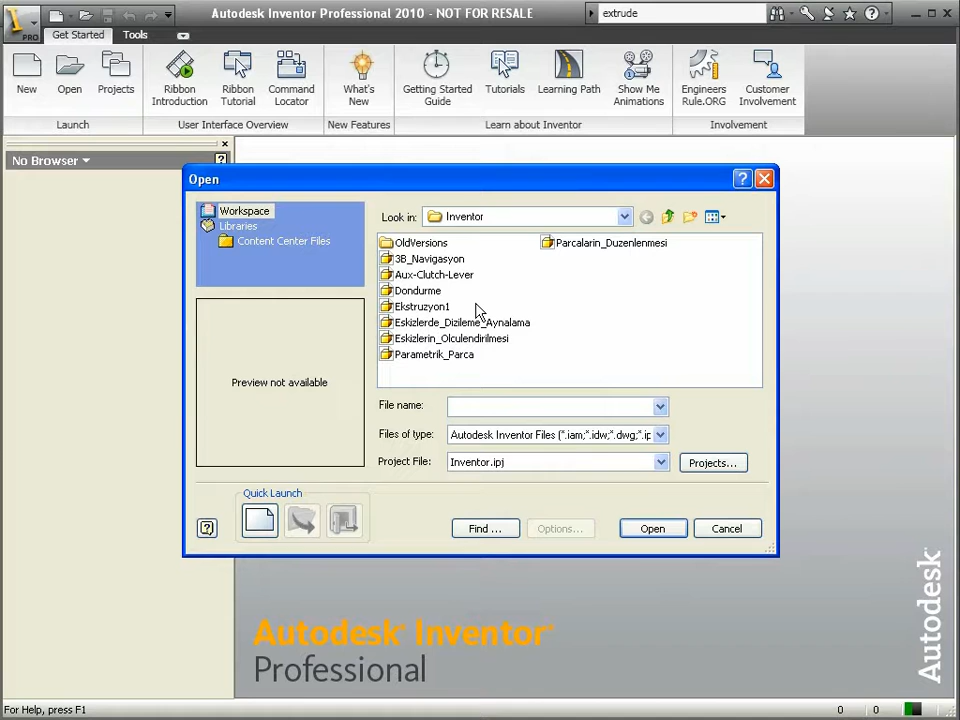 PRO
Autodesk Inventor Professional 2010 - NOT FOR RESALE
extrude
Get Started Tools
New Open Projects Ribbon Introduction Ribbon Tutorial Command Locator What's New Getting Started Guide Tutorials Learning Path Show Me Animations Engineers Rule.ORG Customer Involvement
Launch User Interface Overview New Features Learn about Inventor Involvement
No Browser
Open
Workspace
Libraries
Content Center Files
Look in: Inventor
OldVersions
3B_Navigasyon
Aux-Clutch-Lever
Dondurme
Ekstruzyon1
Eskizlerde_Dizileme_Aynalama
Eskizlerin_Olculendirilmesi
Parametrik_Parca
Parcalarin_Duzenlenmesi
Preview not available
File name:
Files of type: Autodesk Inventor Files (*.iam;*.idw;*.dwg;*.ip
Project File: Inventor.ipj Projects...
Quick Launch
Find ... Options... Open Cancel
Autodesk Inventor
Professional
Autodesk
For Help, press F1 0 0